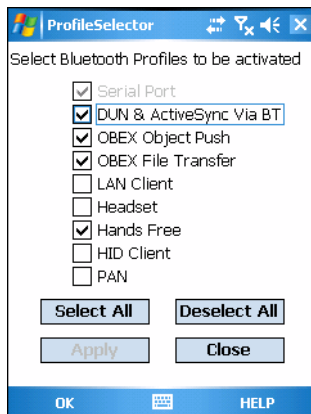 ProfileSelector
Select Bluetooth Profiles to be activated
Serial Port
DUN & ActiveSync Via BT
OBEX Object Push
OBEX File Transfer
LAN Client
Headset
Hands Free
HID Client
PAN
Select All Deselect All
Apply Close
OK HELP